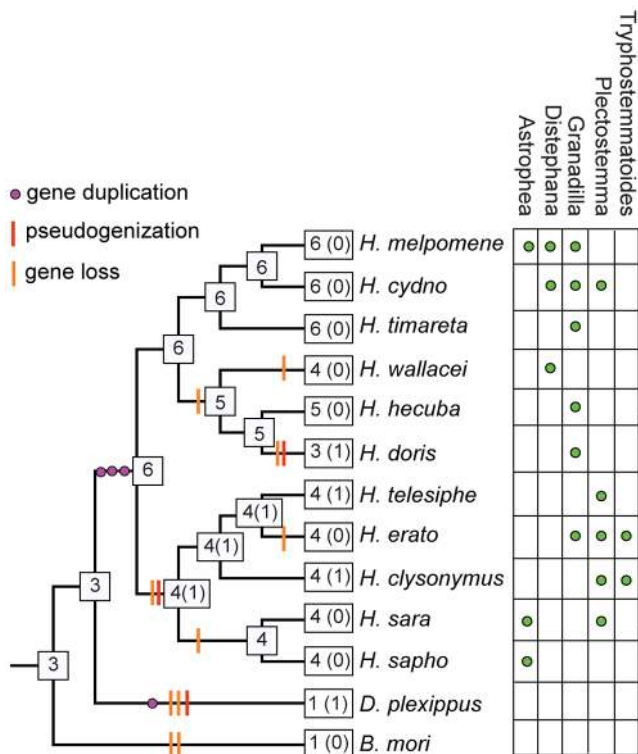 Astrophea
Distephana
Granadilla
Plectostemma
Tryphostemmatoides
gene duplication
pseudogenization
gene loss
6 (0) H. melpomene
6
6 (0) H. cydno
6
6 (0) H. timareta
6
4 (0) H. wallacei
5
5 (0) H. hecuba
5
3 (1) H. doris
6
4 (1) H. telesiphe
4(1)
4 (0) H. erato
4(1)
4 (1) H. clysonymus
4(1)
4 (0) H. sara
4
4 (0) H. sapho
3
1 (1) D. plexippus
3
1 (0) B. mori